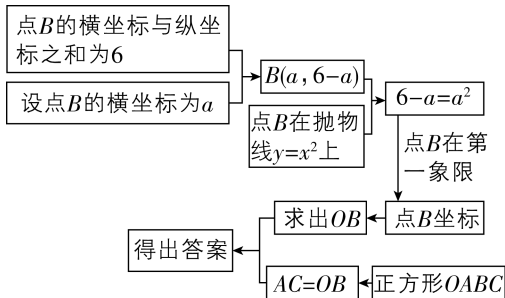 点B的横坐标与纵坐
标之和为6
设点B的横坐标为a
B(a, 6-a)
点B在抛物
线y=x²上
6-a=a²
点B在第
一象限
点B坐标
求出OB
得出答案
AC=OB
正方形OABC